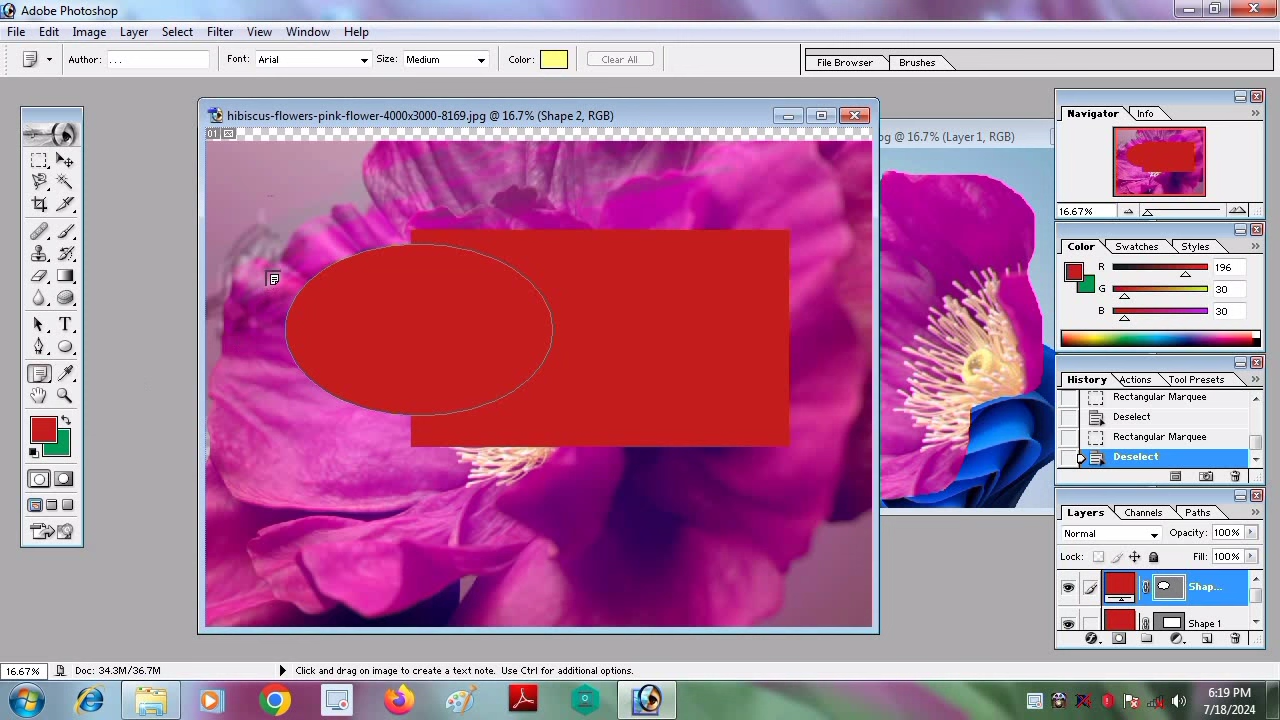 Adobe Photoshop
File Edit Image Layer Select Filter View Window Help
Author: ... Font: Arial Size: Medium Color: Clear All File Browser Brushes
hibiscus-flowers-pink-flower-4000x3000-8169.jpg @ 16.7% (Shape 2, RGB)
pg @ 16.7% (Layer 1, RGB)
01
Navigator Info
16.67%
Color Swatches Styles
R 196
G 30
B 30
History Actions Tool Presets
Rectangular Marquee
Deselect
Rectangular Marquee
Deselect
Layers Channels Paths
Normal Opacity: 100%
Lock: Fill: 100%
Shap...
Shape 1
16.67% Doc: 34.3M/36.7M Click and drag on image to create a text note. Use Ctrl for additional options.
6:19 PM
7/18/2024